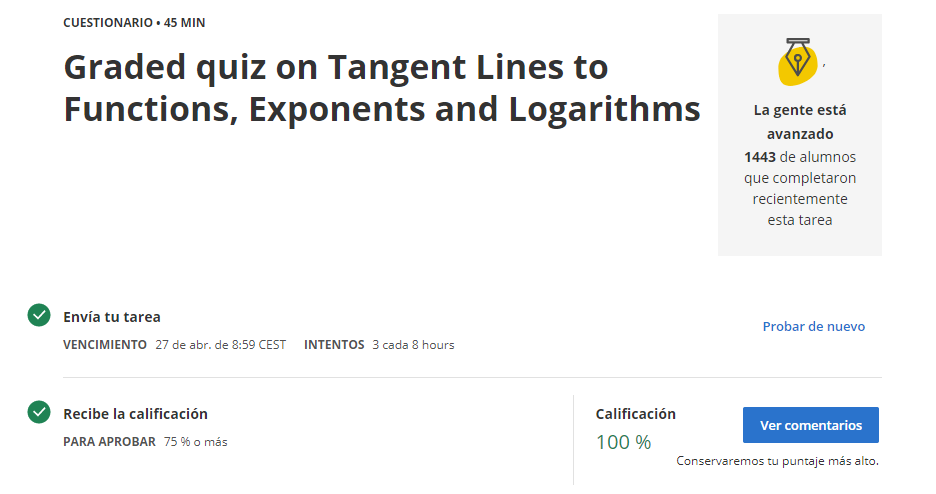 CUESTIONARIO • 45 MIN
Graded quiz on Tangent Lines to
Functions, Exponents and Logarithms
,
La gente está
avanzado
1443 de alumnos
que completaron
recientemente
esta tarea
Envía tu tarea
VENCIMIENTO 27 de abr. de 8:59 CEST INTENTOS 3 cada 8 hours
Probar de nuevo
Recibe la calificación
PARA APROBAR 75 % o más
Calificación
100 %
Ver comentarios
Conservaremos tu puntaje más alto.